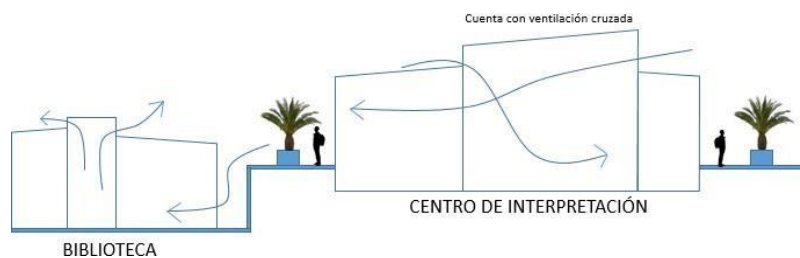 Cuenta con ventilación cruzada
CENTRO DE INTERPRETACIÓN
BIBLIOTECA